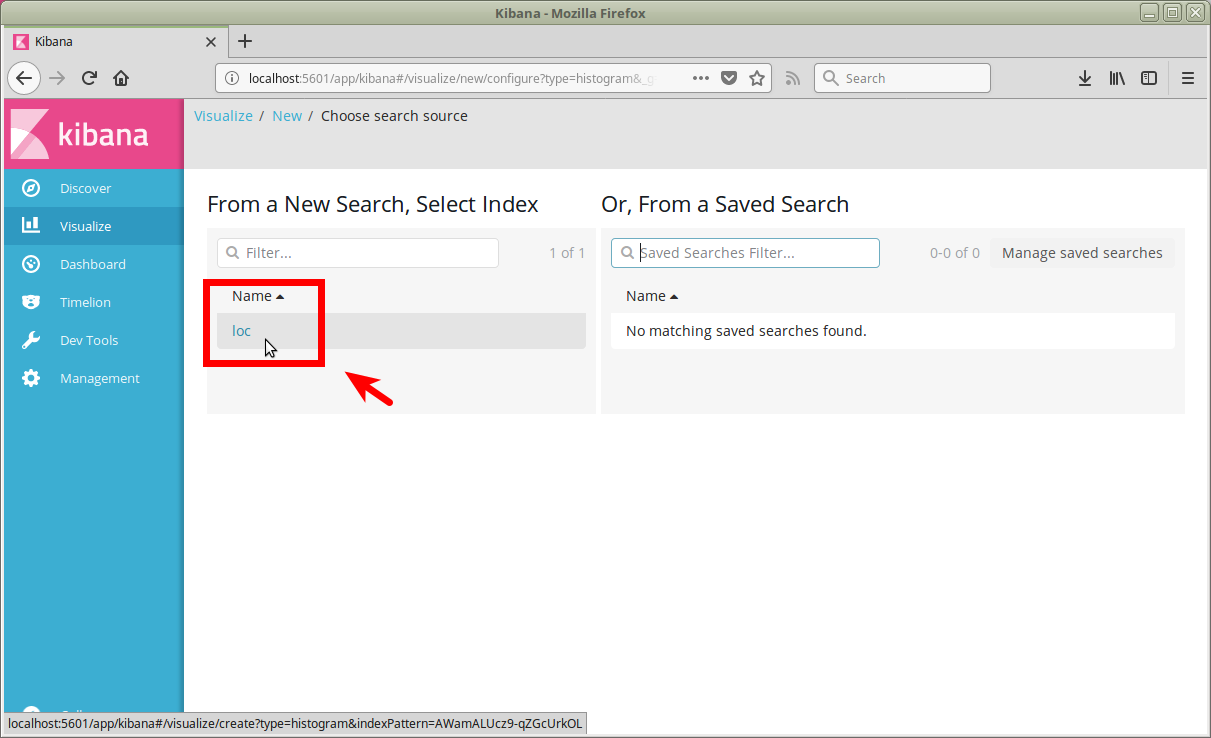 Kibana - Mozilla Firefox
Kibana
localhost:5601/app/kibana#/visualize/new/configure?type=histogram&_g
Search
kibana
Visualize / New / Choose search source
Discover
Visualize
Dashboard
Timelion
Dev Tools
Management
From a New Search, Select Index
Filter...
1 of 1
Name
loc
Or, From a Saved Search
Saved Searches Filter...
0-0 of 0
Manage saved searches
Name
No matching saved searches found.
localhost:5601/app/kibana#/visualize/create?type=histogram&indexPattern=AWamALUcz9-qZGcUrkOL